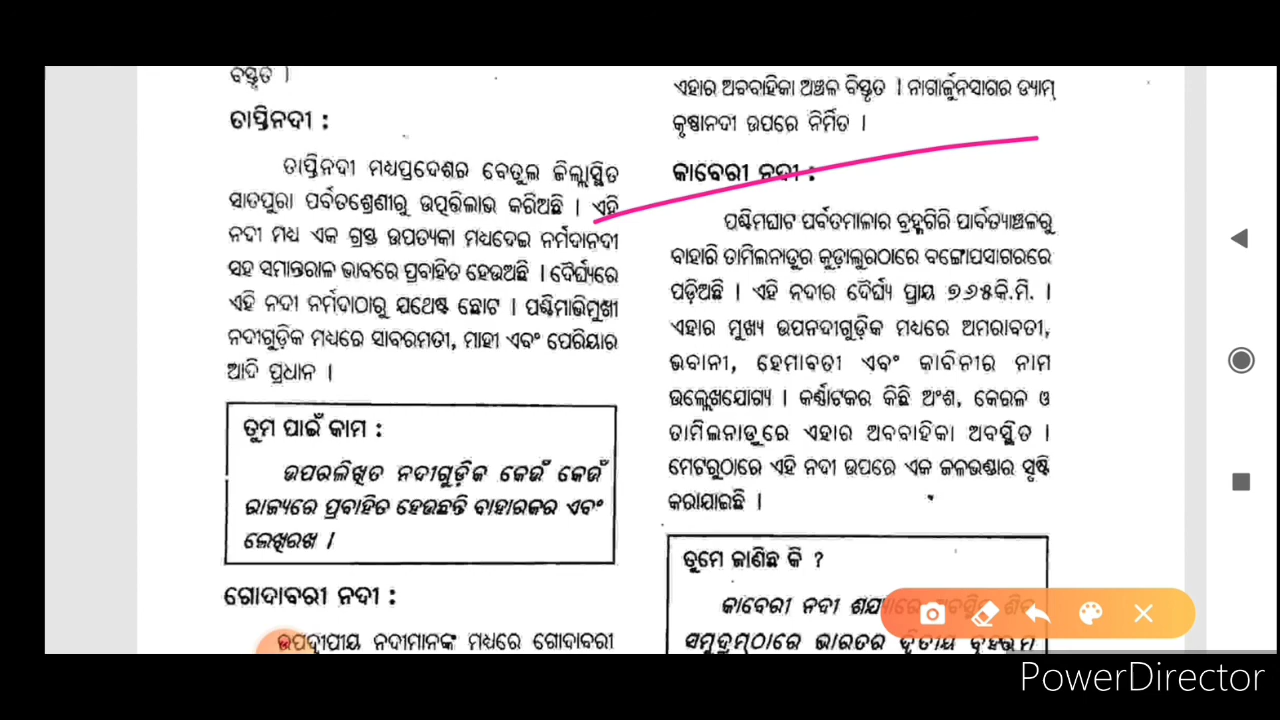 ବିସ୍ତୃତ ।
ତାପ୍ତିନଦୀ :
ତାପ୍ତିନଦୀ ମଧ୍ୟପ୍ରଦେଶର ବେତୁଲ ଜିଲ୍ଲାସ୍ଥିତ
ସାତପୁରା ପର୍ବତଶ୍ରେଣୀରୁ ଉତ୍ପତ୍ତିଲାଭ କରିଅଛି । ଏହି
ନଦୀ ମଧ୍ୟ ଏକ ଗ୍ରସ୍ତ ଉପତ୍ୟକା ମଧ୍ୟଦେଇ ନର୍ମଦାନଦୀ
ସହ ସମାନ୍ତରାଳ ଭାବରେ ପ୍ରବାହିତ ହେଉଅଛି । ଦୈର୍ଘ୍ୟରେ
ଏହି ନଦୀ ନର୍ମଦାଠାରୁ ଯଥେଷ୍ଟ ଛୋଟ । ପଶ୍ଚିମାଭିମୁଖୀ
ନଦୀଗୁଡ଼ିକ ମଧ୍ୟରେ ସାବରମତୀ, ମାହୀ ଏବଂ ପେରିୟାର
ଆଦି ପ୍ରଧାନ ।
ତୁମ ପାଇଁ କାମ :
ଉପରଲିଖିତ ନଦୀଗୁଡ଼ିକ କେଉଁ କେଉଁ
ରାଜ୍ୟରେ ପ୍ରବାହିତ ହେଉଛନ୍ତି ବାହାରକର ଏବଂ
ଲେଖିରଖ ।
ଗୋଦାବରୀ ନଦୀ :
ଉପଦ୍ୱୀପୀୟ ନଦୀମାନଙ୍କ ମଧ୍ୟରେ ଗୋଦାବରୀ
ଏହାର ଅବବାହିକା ଅଞ୍ଚଳ ବିସ୍ତୃତ । ନାଗାର୍ଜୁନସାଗର ଡ୍ୟାମ୍
କୃଷ୍ଣାନଦୀ ଉପରେ ନିର୍ମିତ ।
କାବେରୀ ନଦୀ :
ପଶ୍ଚିମଘାଟ ପର୍ବତମାଳାର ବ୍ରହ୍ମଗିରି ପାର୍ବତ୍ୟାଞ୍ଚଳରୁ
ବାହାରି ତାମିଲନାଡୁର କୁଡ଼ାଲୁରଠାରେ ବଙ୍ଗୋପସାଗରରେ
ପଡ଼ିଅଛି । ଏହି ନଦୀର ଦୈର୍ଘ୍ୟ ପ୍ରାୟ ୭୬୫କି.ମି. ।
ଏହାର ମୁଖ୍ୟ ଉପନଦୀଗୁଡ଼ିକ ମଧ୍ୟରେ ଅମରାବତୀ,
ଭବାନୀ, ହେମାବତୀ ଏବଂ କାବିନୀର ନାମ
ଉଲ୍ଲେଖଯୋଗ୍ୟ । କର୍ଣ୍ଣାଟକର କିଛି ଅଂଶ, କେରଳ ଓ
ତାମିଲନାଡୁରେ ଏହାର ଅବବାହିକା ଅବସ୍ଥିତ ।
ମେଟରୁଠାରେ ଏହି ନଦୀ ଉପରେ ଏକ ଜଳଭଣ୍ଡାର ସୃଷ୍ଟି
କରାଯାଇଛି ।
ତୁମେ ଜାଣିଛ କି ?
କାବେରୀ ନଦୀ ଶଯ୍ୟାରେ ଅବସ୍ଥିତ ଶିବ
ସମୁଦ୍ରମ୍‌ଠାରେ ଭାରତର ଦ୍ୱିତୀୟ ବୃହତ୍ତମ
PowerDirector